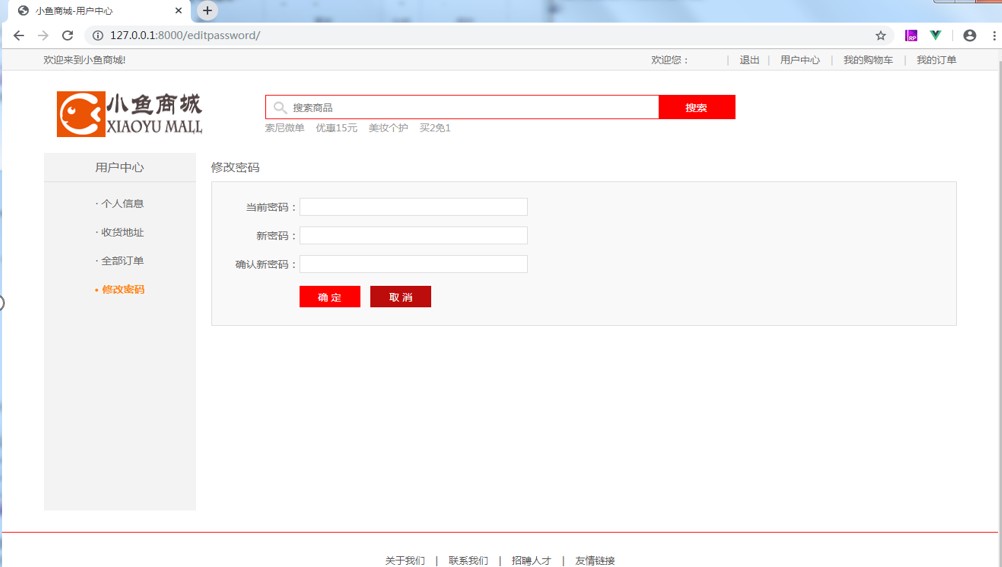 小鱼商城-用户中心
127.0.0.1:8000/editpassword/
欢迎来到小鱼商城!
欢迎您： | 退出 | 用户中心 | 我的购物车 | 我的订单
小鱼商城
XIAOYU MALL
搜索商品 搜索
索尼微单 优惠15元 美妆个护 买2免1
用户中心
· 个人信息
· 收货地址
· 全部订单
· 修改密码
修改密码
当前密码：
新密码：
确认新密码：
确 定 取 消
关于我们 | 联系我们 | 招聘人才 | 友情链接